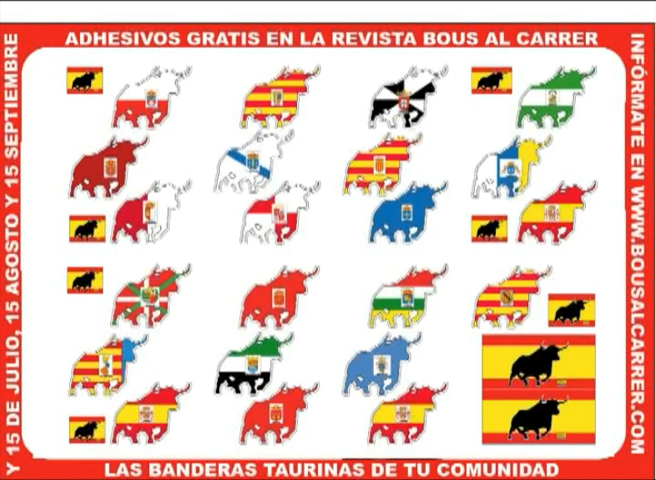 ADHESIVOS GRATIS EN LA REVISTA BOUS AL CARRER
Y 15 DE JULIO, 15 AGOSTO Y 15 SEPTIEMBRE
INFÓRMATE EN WWW.BOUSALCARRER.COM
LAS BANDERAS TAURINAS DE TU COMUNIDAD